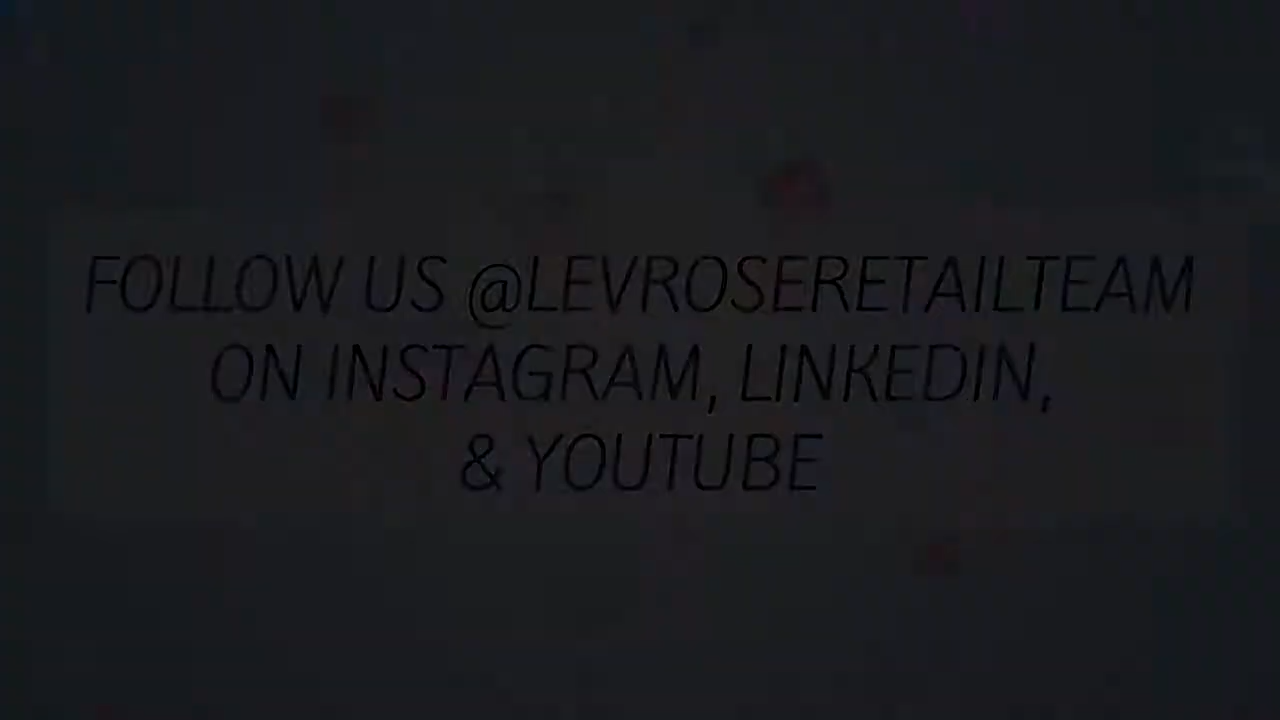 FOLLOW US @LEVROSERETAILTEAM
ON INSTAGRAM, LINKEDIN,
& YOUTUBE